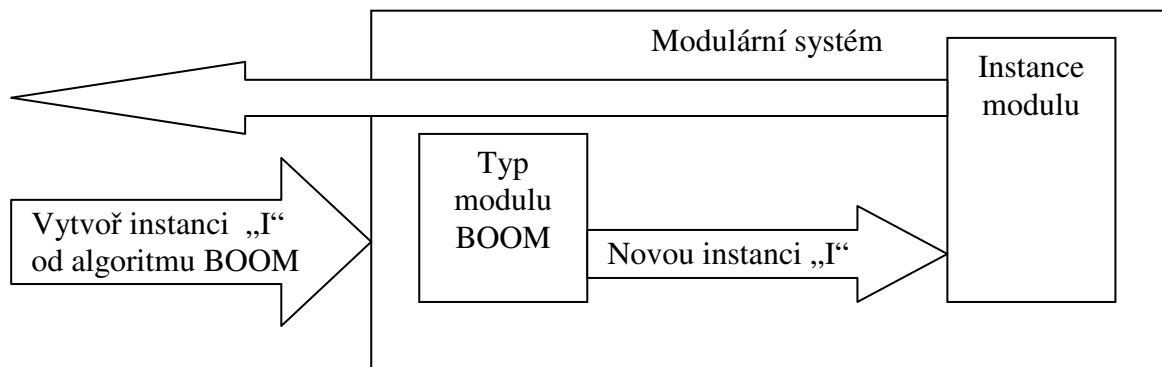 Modulární systém
Instance
modulu
Typ
modulu
BOOM
Vytvoř instanci „I“
od algoritmu BOOM
Novou instanci „I“